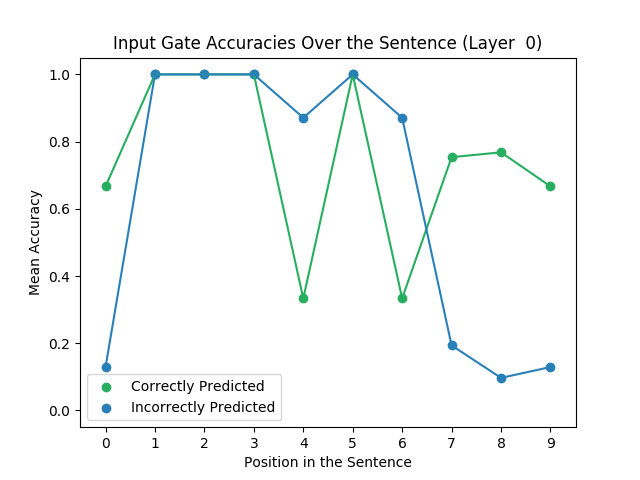 Input Gate Accuracies Over the Sentence (Layer  0)
1.0
0.8
0.6
0.4
0.2
0.0
Mean Accuracy
Correctly Predicted
Incorrectly Predicted
0 1 2 3 4 5 6 7 8 9
Position in the Sentence